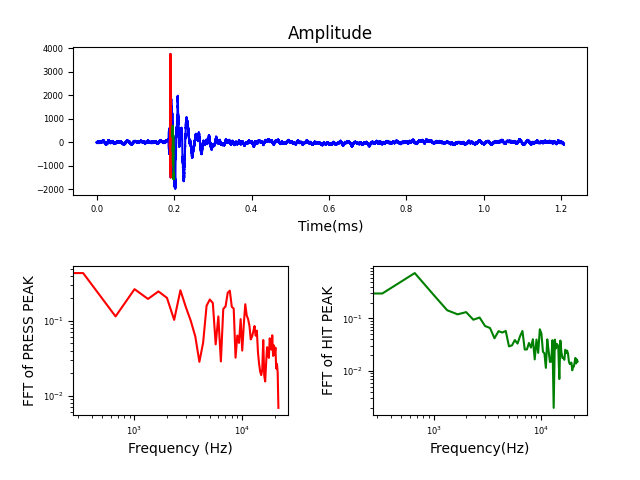 Amplitude
4000
3000
2000
1000
0
−1000
−2000
0.0 0.2 0.4 0.6 0.8 1.0 1.2
Time(ms)
FFT of PRESS PEAK
10⁻¹
10⁻²
10³ 10⁴
Frequency (Hz)
FFT of HIT PEAK
10⁻¹
10⁻²
10³ 10⁴
Frequency(Hz)